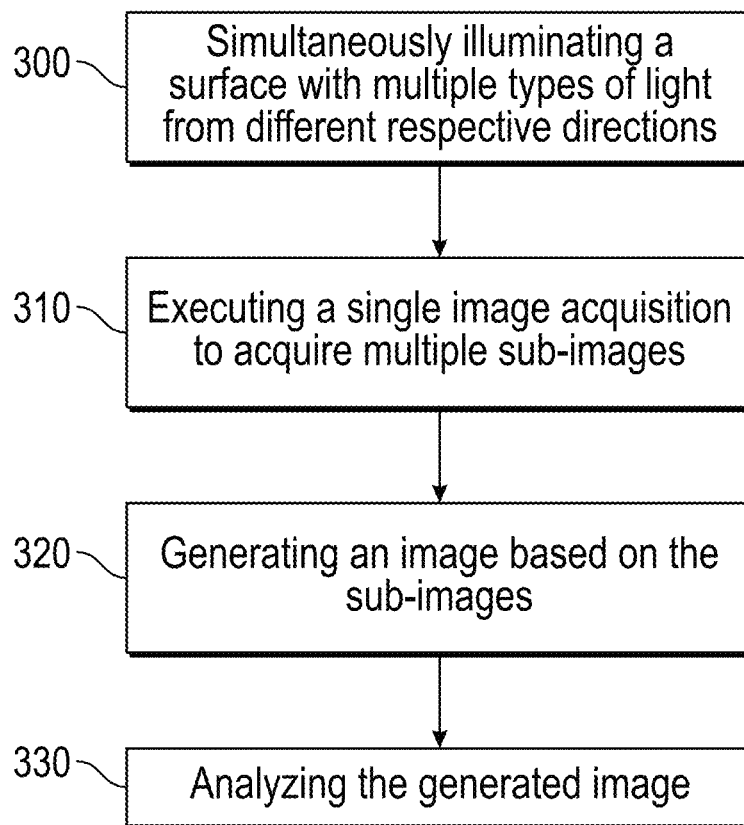 300
Simultaneously illuminating a
surface with multiple types of light
from different respective directions
310
Executing a single image acquisition
to acquire multiple sub-images
320
Generating an image based on the
sub-images
330
Analyzing the generated image